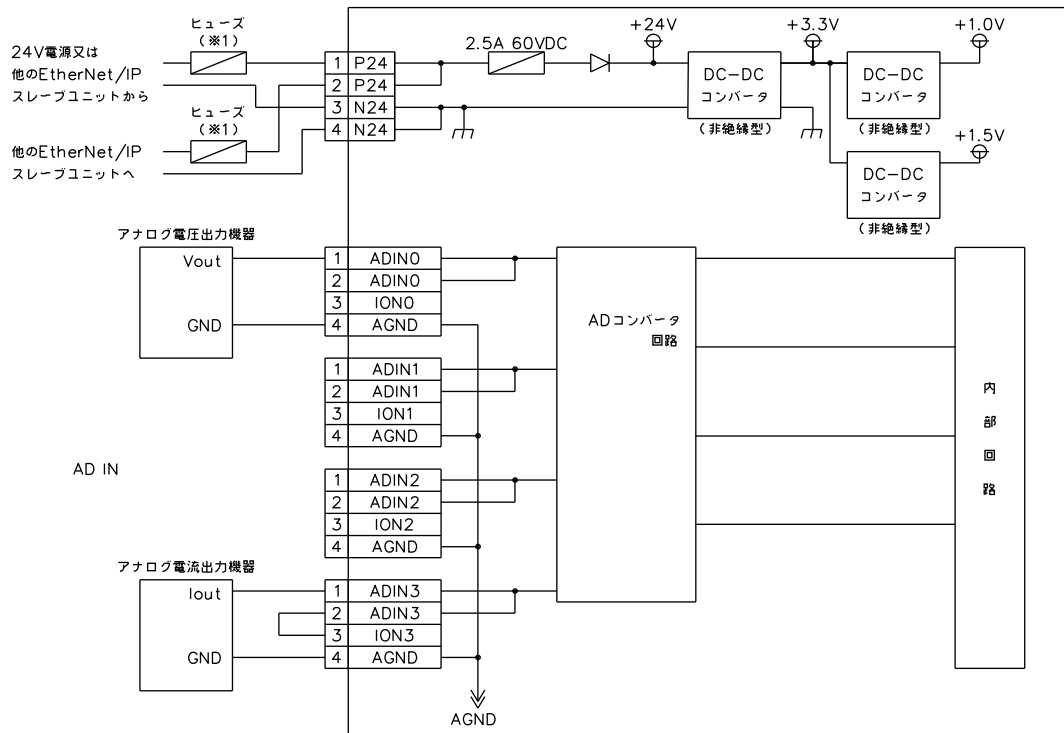 ヒューズ
(※1)
24V電源又は
他のEtherNet/IP
スレーブユニットから
ヒューズ
(※1)
他のEtherNet/IP
スレーブユニットへ
1 P24
2 P24
3 N24
4 N24
2.5A 60VDC
+24V
DC-DC
コンバータ
(非絶縁型)
+3.3V
+1.0V
DC-DC
コンバータ
(非絶縁型)
+1.5V
DC-DC
コンバータ
(非絶縁型)
アナログ電圧出力機器
Vout
GND
1 ADIN0
2 ADIN0
3 ION0
4 AGND
1 ADIN1
2 ADIN1
3 ION1
4 AGND
AD IN
1 ADIN2
2 ADIN2
3 ION2
4 AGND
アナログ電流出力機器
Iout
GND
1 ADIN3
2 ADIN3
3 ION3
4 AGND
AGND
ADコンバータ
回路
内
部
回
路